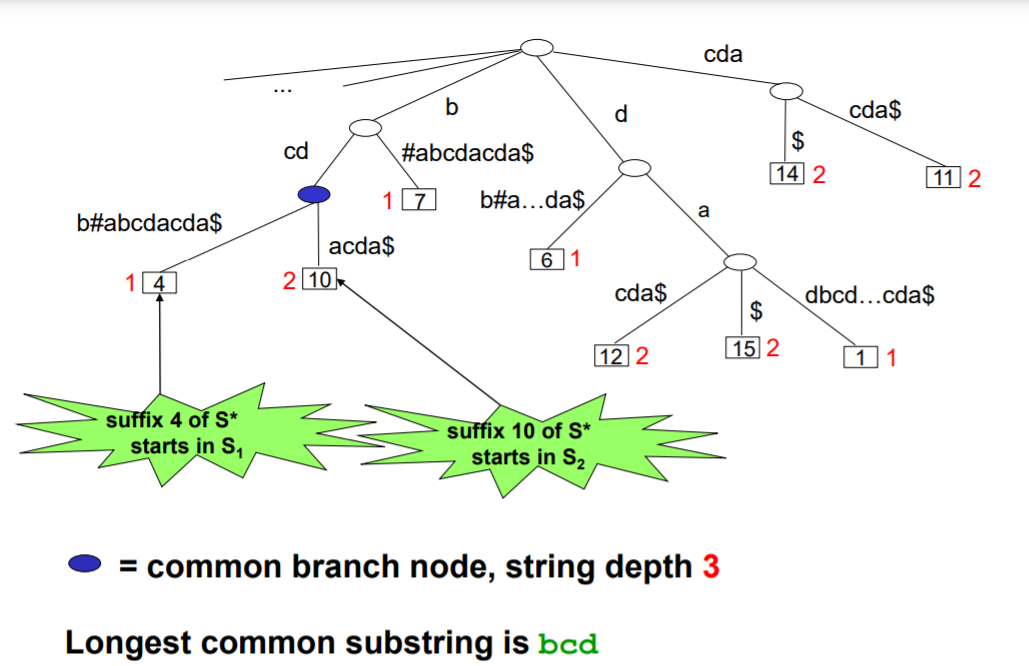 cda
...
b
d
cda$
cd
#abcdacda$
$
14 2
11 2
1 7
b#a...da$
a
b#abcdacda$
acda$
6 1
1 4
2 10
cda$
$
dbcd...cda$
12 2
15 2
1 1
suffix 4 of S*
starts in S1
suffix 10 of S*
starts in S2
= common branch node, string depth 3
Longest common substring is bcd